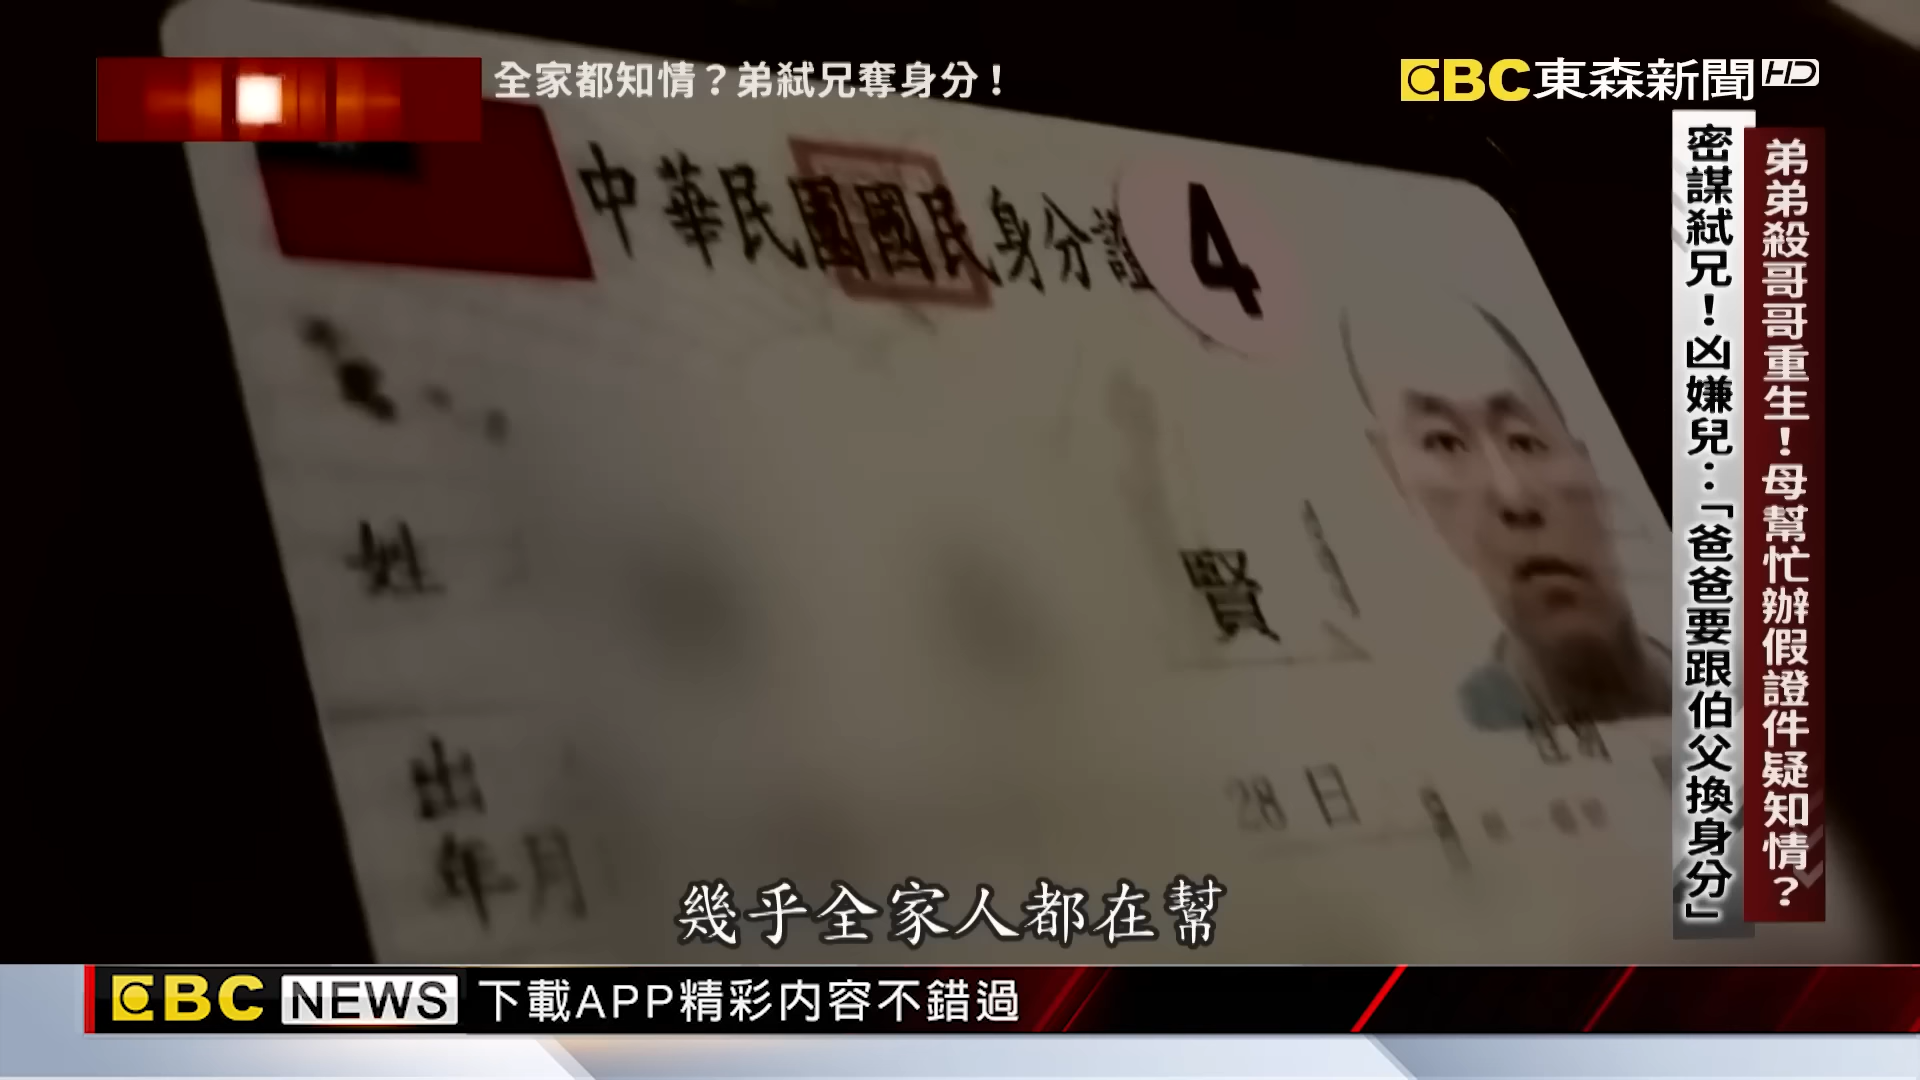 全家都知情？弟弒兄奪身分！
EBC東森新聞HD
弟弟殺哥哥重生！母幫忙辦假證件疑知情？
密謀弒兄！凶嫌兒：「爸爸要跟伯父換身分」
中華民國國民身分證
4
姓
賢
出
年月
28日
幾乎全家人都在幫
EBC NEWS 下載APP精彩內容不錯過